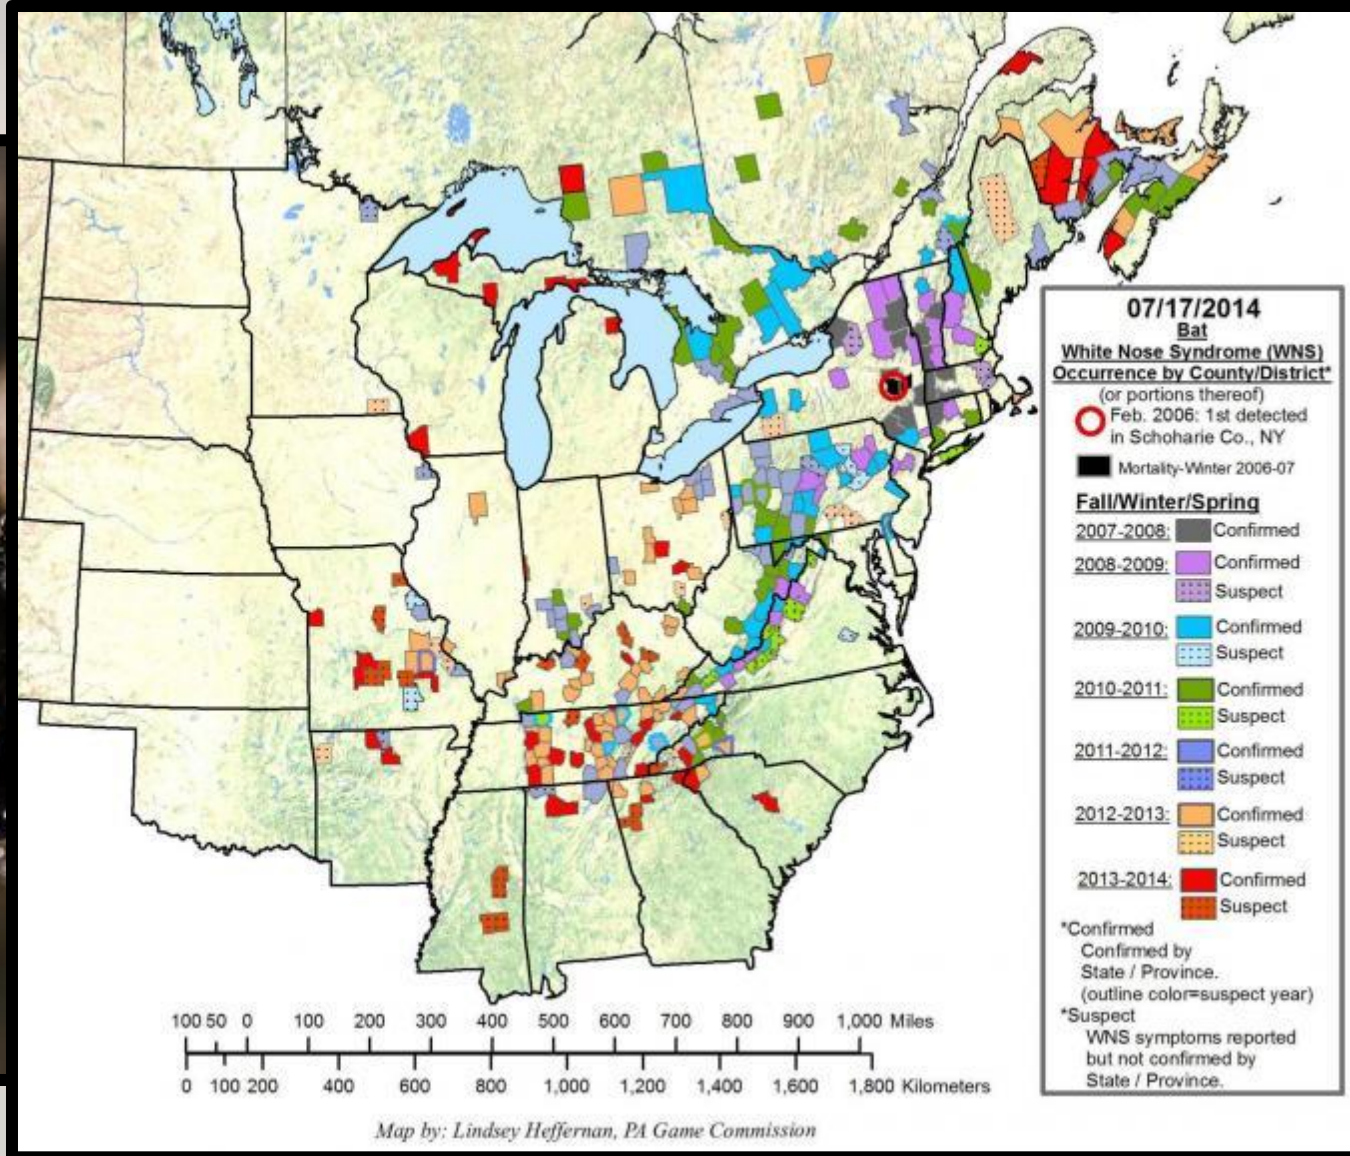 07/17/2014
Bat
White Nose Syndrome (WNS)
Occurrence by County/District*
(or portions thereof)
Feb. 2006: 1st detected
in Schoharie Co., NY
Mortality-Winter 2006-07
Fall/Winter/Spring
2007-2008: Confirmed
2008-2009: Confirmed
Suspect
2009-2010: Confirmed
Suspect
2010-2011: Confirmed
Suspect
2011-2012: Confirmed
Suspect
2012-2013: Confirmed
Suspect
2013-2014: Confirmed
Suspect
*Confirmed
Confirmed by
State / Province.
(outline color=suspect year)
*Suspect
WNS symptoms reported
but not confirmed by
State / Province.
100 50 0 100 200 300 400 500 600 700 800 900 1,000 Miles
0 100 200 400 600 800 1,000 1,200 1,400 1,600 1,800 Kilometers
Map by: Lindsey Heffernan, PA Game Commission